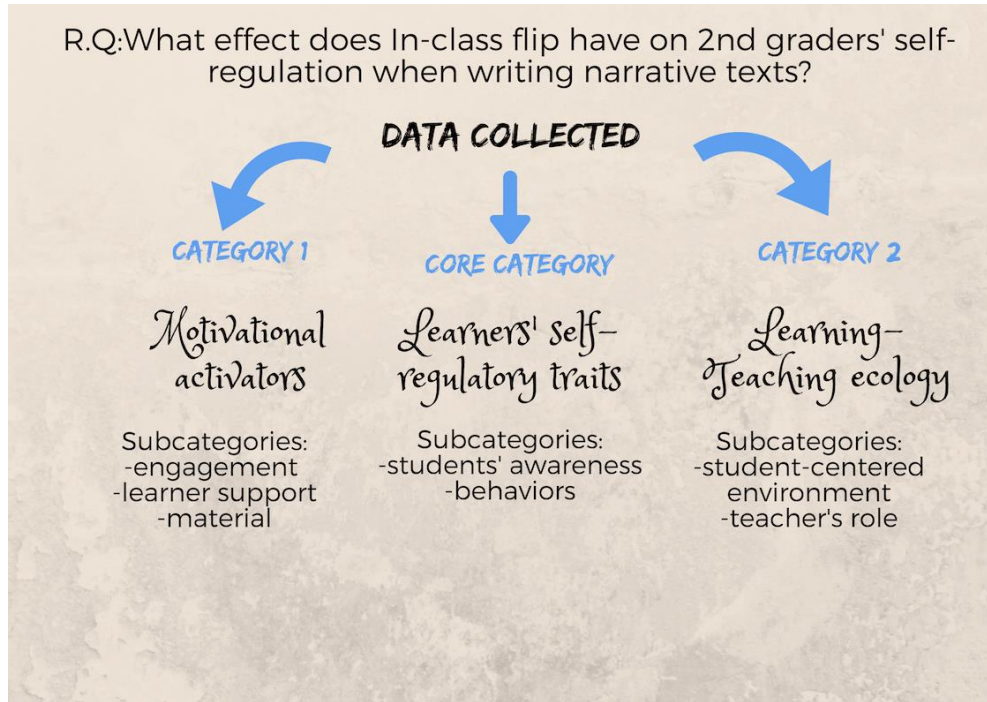 R.Q:What effect does In-class flip have on 2nd graders' self-
regulation when writing narrative texts?
DATA COLLECTED
CATEGORY 1
Motivational
activators
Subcategories:
-engagement
-learner support
-material
CORE CATEGORY
Learners' self-
regulatory traits
Subcategories:
-students' awareness
-behaviors
CATEGORY 2
Learning-
Teaching ecology
Subcategories:
-student-centered
environment
-teacher's role